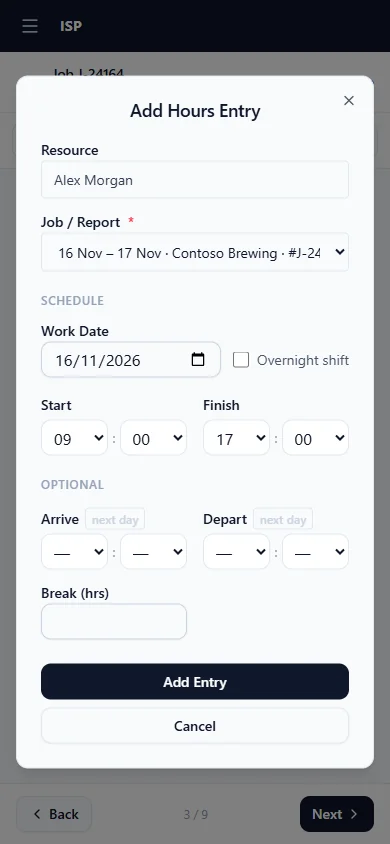 ISP
Job J-24164
Add Hours Entry
Resource
Alex Morgan
Job / Report *
16 Nov – 17 Nov · Contoso Brewing · #J-24
SCHEDULE
Work Date
16/11/2026
Overnight shift
Start
Finish
09 : 00
17 : 00
OPTIONAL
Arrive next day
Depart next day
— : —
— : —
Break (hrs)
Add Entry
Cancel
Back
3 / 9
Next